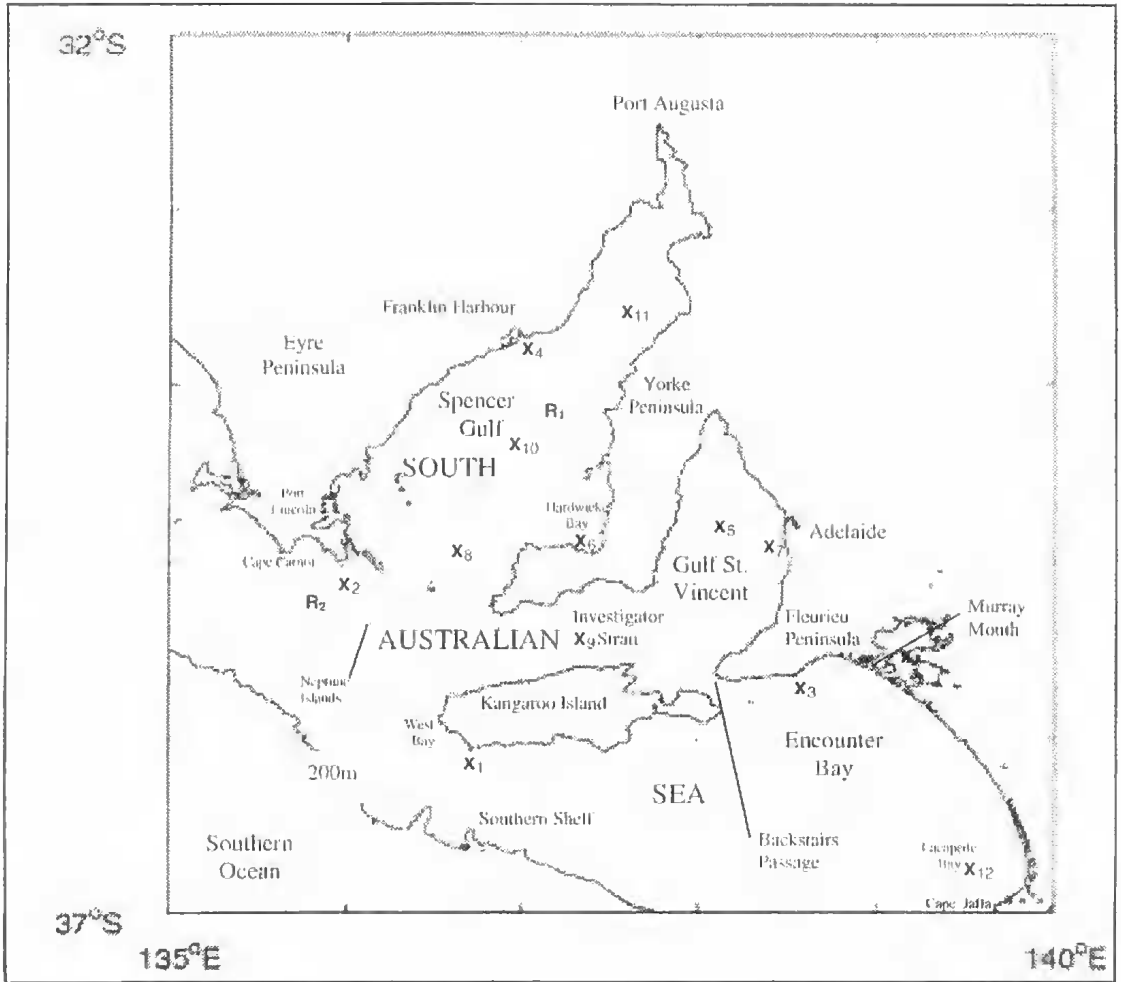 32°S
Port Augusta
Franklin Harbour
X11
Eyre
Peninsula
X4
Yorke
Peninsula
Spencer
Gulf
R1
X10
SOUTH
Port
Lincoln
Hardwicke
Bay
X6
X5
Adelaide
X7
Cape Carnot
X8
Gulf St.
Vincent
X2
R2
Investigator
X9 Strait
Fleurieu
Peninsula
Murray
Mouth
AUSTRALIAN
Neptune
Islands
Kangaroo Island
X3
West
Bay
X1
Encounter
Bay
200m
SEA
Southern Shelf
Southern
Ocean
Backstairs
Passage
Lacepede
Bay
X12
Cape Jaffa
37°S
135°E
140°E